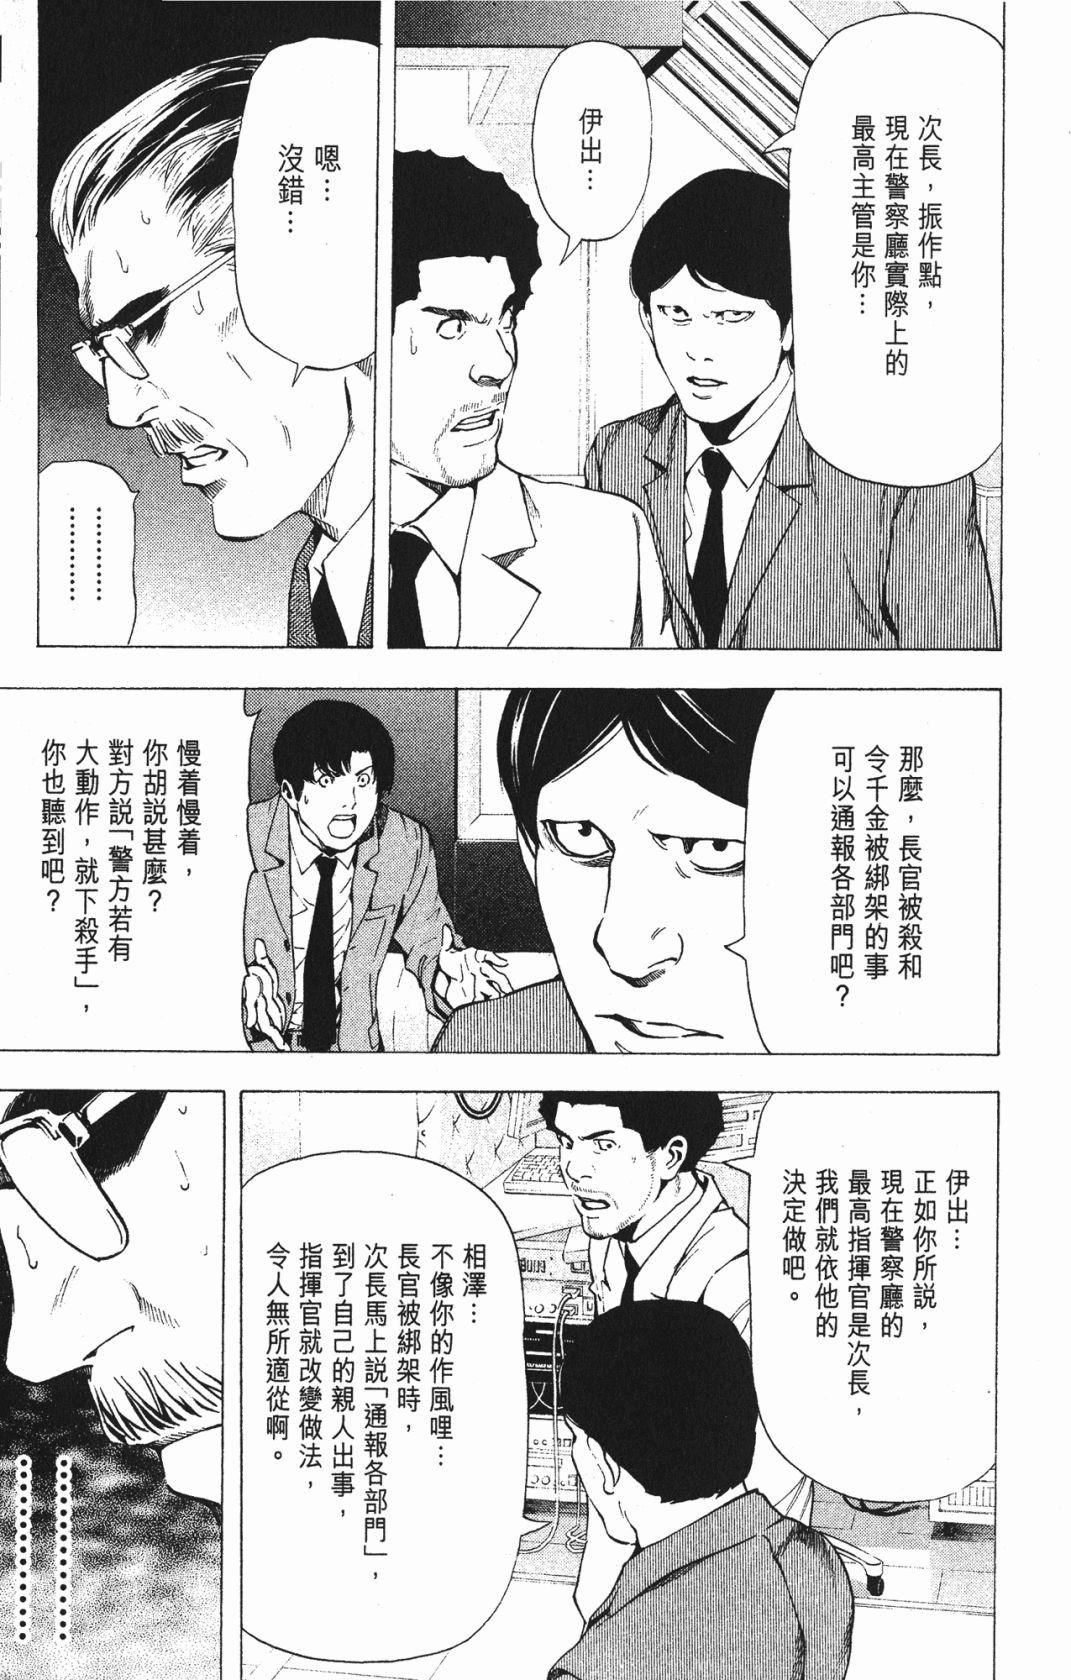 次長，振作點，
現在警察廳實際上的
最高主管是你…
伊出…
嗯…
沒錯…
………
………
那麼，長官被殺和
令千金被綁架的事
可以通報各部門吧？
慢着慢着，
你胡説甚麼？
對方説「警方若有
大動作，就下殺手」，
你也聽到吧？
伊出…
正如你所説，
現在警察廳的
最高指揮官是次長，
我們就依他的
決定做吧。
相澤…
不像你的作風哩…
長官被綁架時，
次長馬上説「通報各部門」，
到了自己的親人出事，
指揮官就改變做法，
令人無所適從啊。
………………
………………